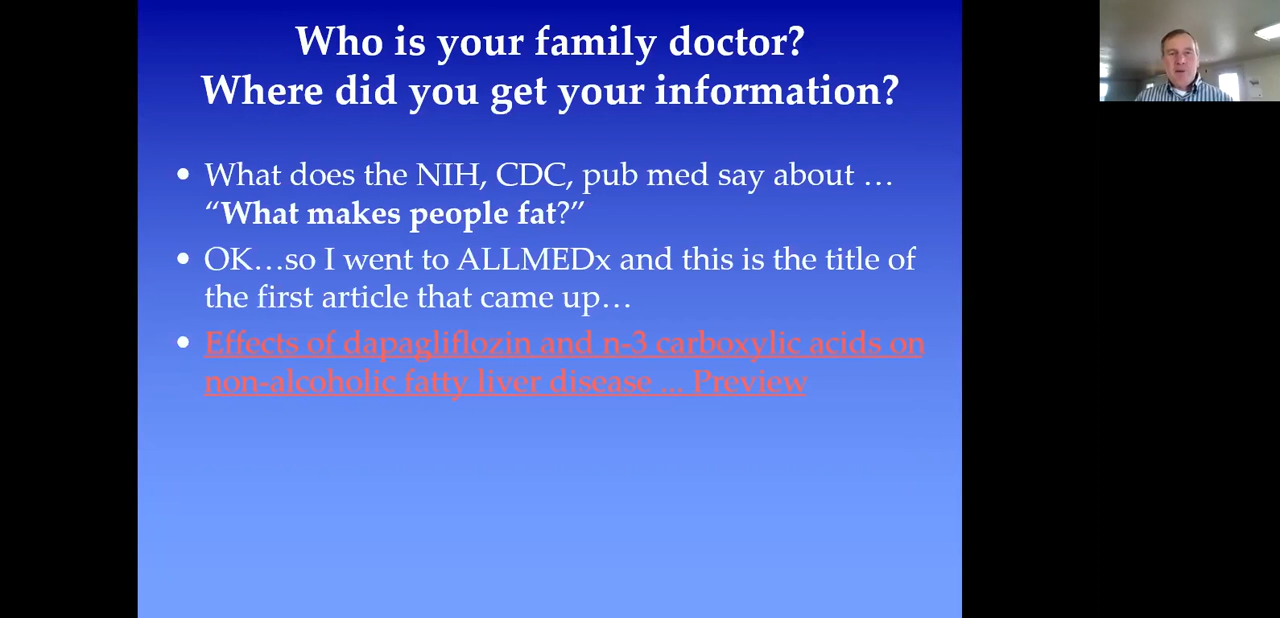 Who is your family doctor?
Where did you get your information?
• What does the NIH, CDC, pub med say about …
“What makes people fat?”
• OK…so I went to ALLMEDx and this is the title of
the first article that came up…
• Effects of dapagliflozin and n-3 carboxylic acids on
non-alcoholic fatty liver disease ... Preview